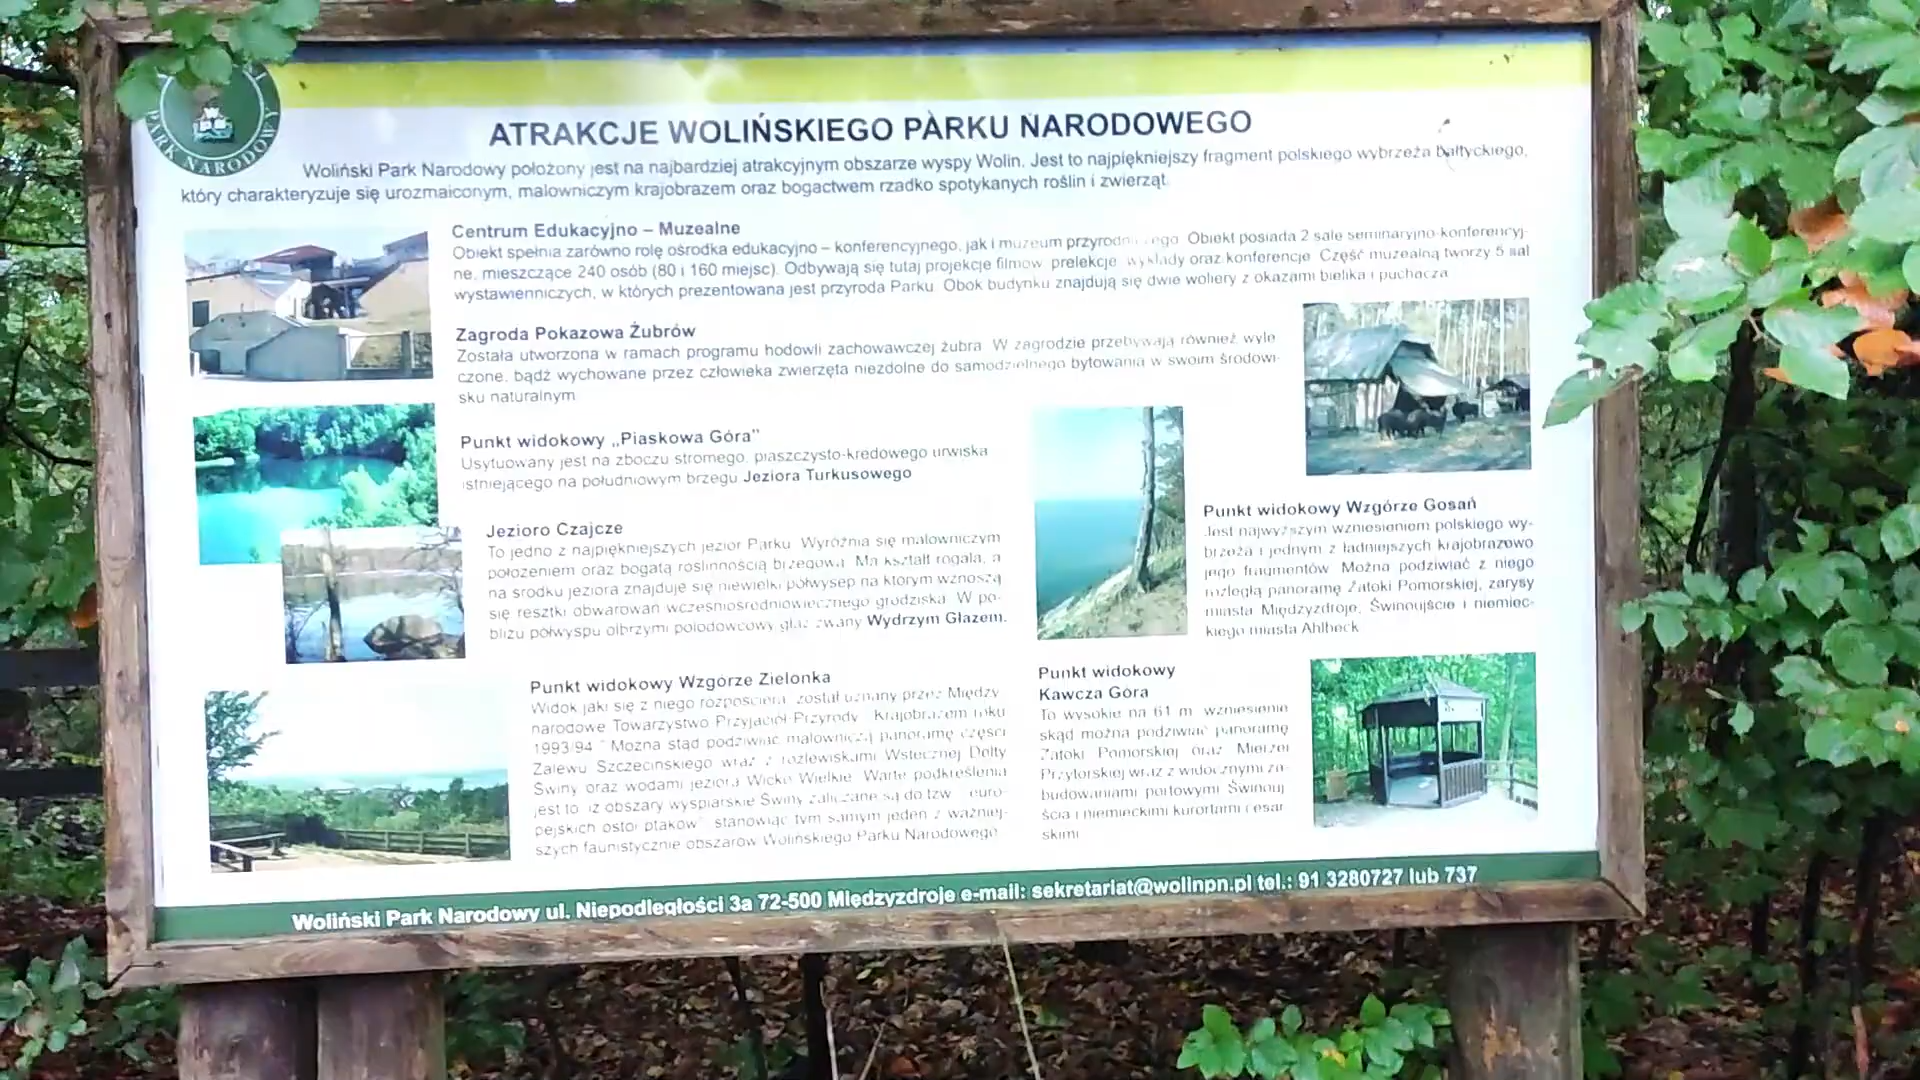 PARK NARODOWY
ATRAKCJE WOLIŃSKIEGO PARKU NARODOWEGO
Woliński Park Narodowy położony jest na najbardziej atrakcyjnym obszarze wyspy Wolin. Jest to najpiękniejszy fragment polskiego wybrzeża bałtyckiego,
który charakteryzuje się urozmaiconym, malowniczym krajobrazem oraz bogactwem rzadko spotykanych roślin i zwierząt.
Centrum Edukacyjno – Muzealne
Obiekt spełnia zarówno rolę ośrodka edukacyjno – konferencyjnego, jak i muzeum przyrodniczego. Obiekt posiada 2 sale seminaryjno-konferencyj-
ne, mieszczące 240 osób (80 i 160 miejsc). Odbywają się tutaj projekcje filmów, prelekcje, wykłady oraz konferencje. Część muzealną tworzy 5 sal
wystawienniczych, w których prezentowana jest przyroda Parku. Obok budynku znajdują się dwie woliery z okazami bielika i puchacza.
Zagroda Pokazowa Żubrów
Została utworzona w ramach programu hodowli zachowawczej żubra. W zagrodzie przebywają również wyle
czone, bądź wychowane przez człowieka zwierzęta niezdolne do samodzielnego bytowania w swoim środowi-
sku naturalnym
Punkt widokowy „Piaskowa Góra"
Usytuowany jest na zboczu stromego, piaszczysto-kredowego urwiska
istniejącego na południowym brzegu Jeziora Turkusowego
Jezioro Czajcze
To jedno z najpiękniejszych jezior Parku. Wyróżnia się malowniczym
położeniem oraz bogatą roślinnością brzegową. Ma kształt rogala, a
na środku jeziora znajduje się niewielki półwysep na którym wznoszą
się resztki obwarowań wczesnośredniowiecznego grodziska. W po-
bliżu półwyspu olbrzymi polodowcowy głaz zwany Wydrzym Głazem.
Punkt widokowy Wzgórze Gosań
Jest najwyższym wzniesieniem polskiego wy-
brzeża i jednym z ładniejszych krajobrazowo
jego fragmentów. Można podziwiać z niego
rozległą panoramę Zatoki Pomorskiej, zarysy
miasta Międzyzdroje, Świnoujście i niemiec-
kiego miasta Ahlbeck
Punkt widokowy Wzgórze Zielonka
Widok jaki się z niego rozpościera, został uznany przez Między
narodowe Towarzystwo Przyjaciół Przyrody „Krajobrazem roku
1993/94." Można stąd podziwiać malowniczą panoramę części
Zalewu Szczecińskiego wraz z rozlewiskami Wstecznej Delty
Świny oraz wodami jeziora Wicko Wielkie. Warte podkreślenia
jest to, iż obszary wyspiarskie Świny zaliczane są do tzw. „euro-
pejskich ostoi ptaków", stanowiąc tym samym jeden z ważniej-
szych faunistycznie obszarów Wolińskiego Parku Narodowego
Punkt widokowy
Kawcza Góra
To wysokie na 61 m wzniesienie
skąd można podziwiać panoramę
Zatoki Pomorskiej oraz Mierzei
Przytorskiej wraz z widocznymi za-
budowaniami portowymi Świnouj
ścia i niemieckimi kurortami cesar
skimi
Woliński Park Narodowy ul. Niepodległości 3a 72-500 Międzyzdroje e-mail: sekretariat@wolinpn.pl tel.: 91 3280727 lub 737